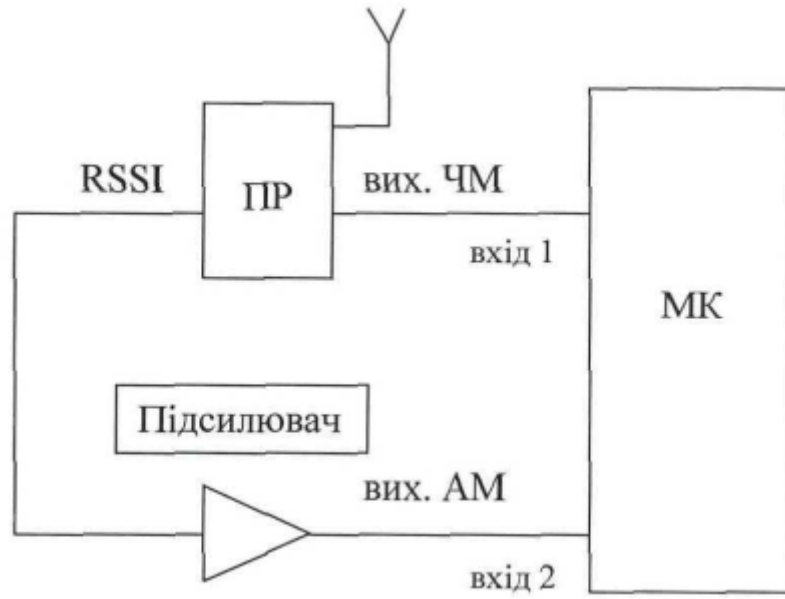 RSSI
ПР
вих. ЧМ
вхід 1
МК
Підсилювач
вих. АМ
вхід 2